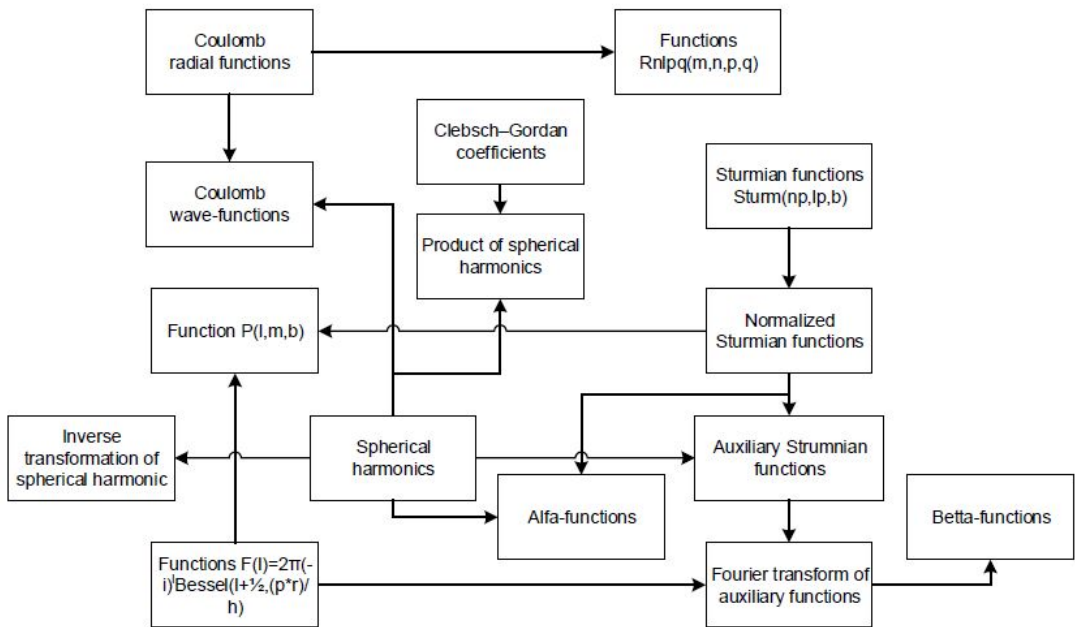 Coulomb
radial functions
Functions
Rnlpq(m,n,p,q)
Clebsch–Gordan
coefficients
Sturmian functions
Sturm(np,lp,b)
Coulomb
wave-functions
Product of spherical
harmonics
Function P(l,m,b)
Normalized
Sturmian functions
Inverse
transformation of
spherical harmonic
Spherical
harmonics
Auxiliary Strumnian
functions
Alfa-functions
Betta-functions
Functions F(l)=2π(-
i)ˡBessel(l+½,(p*r)/
h)
Fourier transform of
auxiliary functions